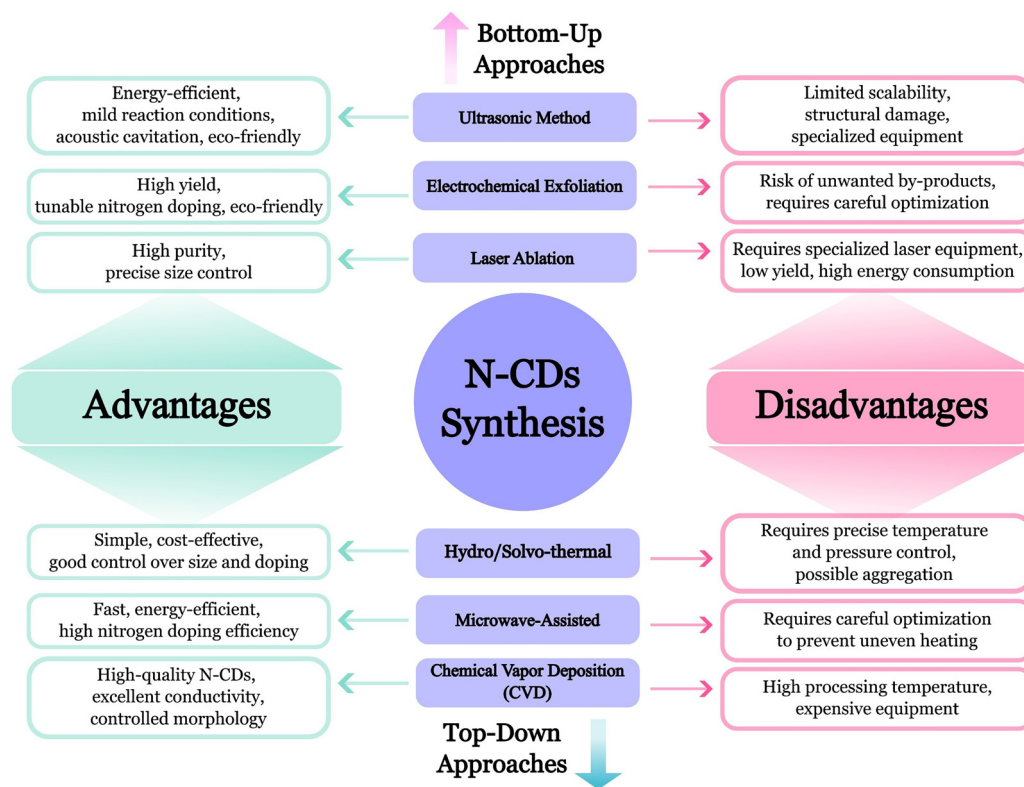 Bottom-Up
Approaches
Energy-efficient,
mild reaction conditions,
acoustic cavitation, eco-friendly
Ultrasonic Method
Limited scalability,
structural damage,
specialized equipment
High yield,
tunable nitrogen doping, eco-friendly
Electrochemical Exfoliation
Risk of unwanted by-products,
requires careful optimization
High purity,
precise size control
Laser Ablation
Requires specialized laser equipment,
low yield, high energy consumption
Advantages
N-CDs
Synthesis
Disadvantages
Simple, cost-effective,
good control over size and doping
Hydro/Solvo-thermal
Requires precise temperature
and pressure control,
possible aggregation
Fast, energy-efficient,
high nitrogen doping efficiency
Microwave-Assisted
Requires careful optimization
to prevent uneven heating
High-quality N-CDs,
excellent conductivity,
controlled morphology
Chemical Vapor Deposition
(CVD)
High processing temperature,
expensive equipment
Top-Down
Approaches